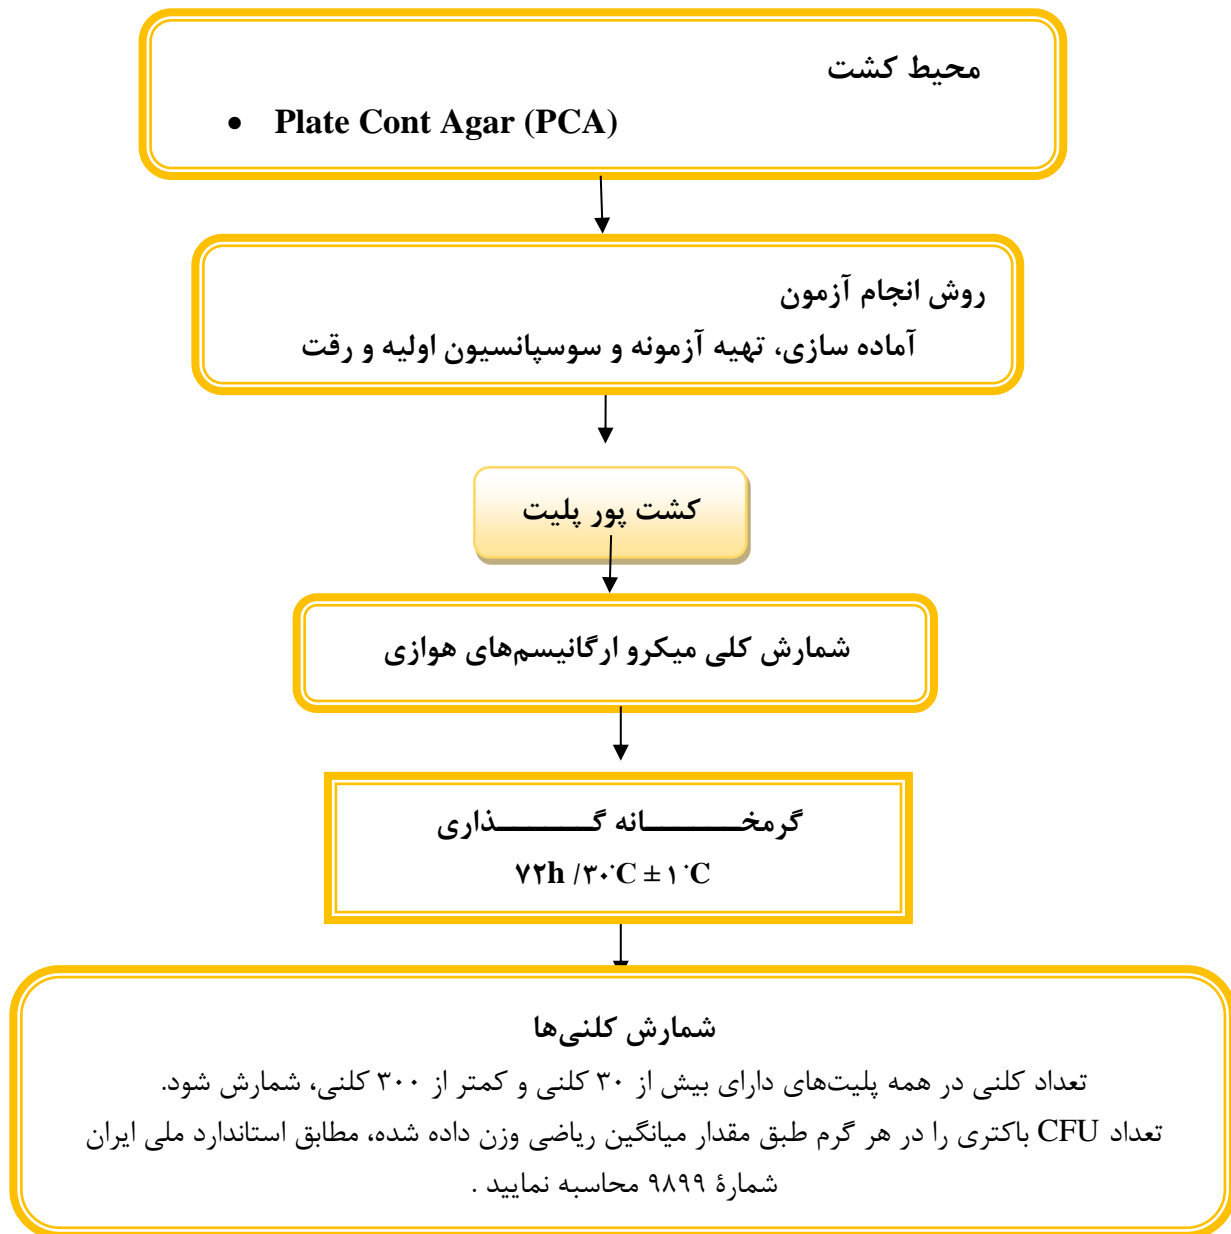 محیط کشت
• Plate Cont Agar (PCA)
روش انجام آزمون
آماده سازی، تهیه آزمونه و سوسپانسیون اولیه و رقت
کشت پور پلیت
شمارش کلی میکرو ارگانیسم‌های هوازی
گرمخـــــــــانه گـــــــــذاری
۷۲h /۳۰˚C ± ۱˚C
شمارش کلنی‌ها
تعداد کلنی در همه پلیت‌های دارای بیش از ۳۰ کلنی و کمتر از ۳۰۰ کلنی، شمارش شود.
تعداد CFU باکتری را در هر گرم طبق مقدار میانگین ریاضی وزن داده شده، مطابق استاندارد ملی ایران
شمارۀ ۹۸۹۹ محاسبه نمایید .